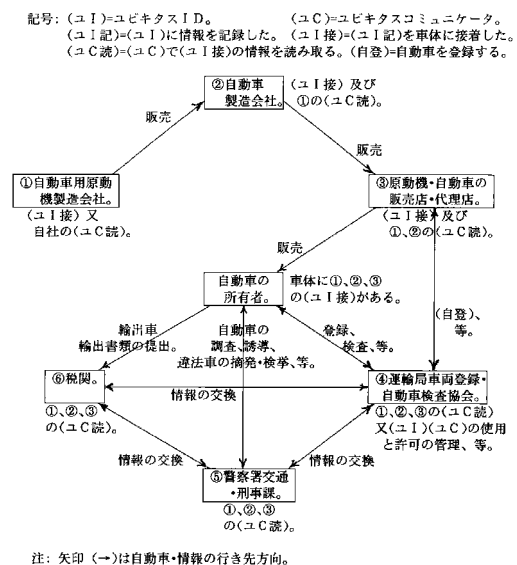 記号: (ユI)=ユビキタスID。 (ユC)=ユビキタスコミュニケータ。
(ユI記)=(ユI)に情報を記録した。 (ユI接)=(ユI記)を車体に接着した。
(ユC読)=(ユC)で(ユI接)の情報を読み取る。(自登)=自動車を登録する。
②自動車
製造会社。
(ユI接) 及び
①の(ユC読)。
販売
販売
①自動車用原動
機製造会社。
(ユI接) 又
自社の(ユC読)。
③原動機・自動車の
販売店・代理店。
(ユI接) 及び
①、②の(ユC読)。
販売
自動車の
所有者。
車体に①、②、③
の(ユI接)がある。
(自登)、
等。
輸出車
輸出書類の提出。
自動車の
調査、誘導、
違法車の摘発・検挙、等。
登録、
検査、等。
⑥税関。
①、②、③
の(ユC読)。
情報の交換
④運輸局車両登録・
自動車検査協会。
①、②、③の(ユC読)
又(ユI)(ユC)の使用
と許可の管理、等。
情報の交換
情報の交換
⑤警察署交通
・刑事課。
①、②、③
の(ユC読)。
注: 矢印 (→)は自動車・情報の行き先方向。